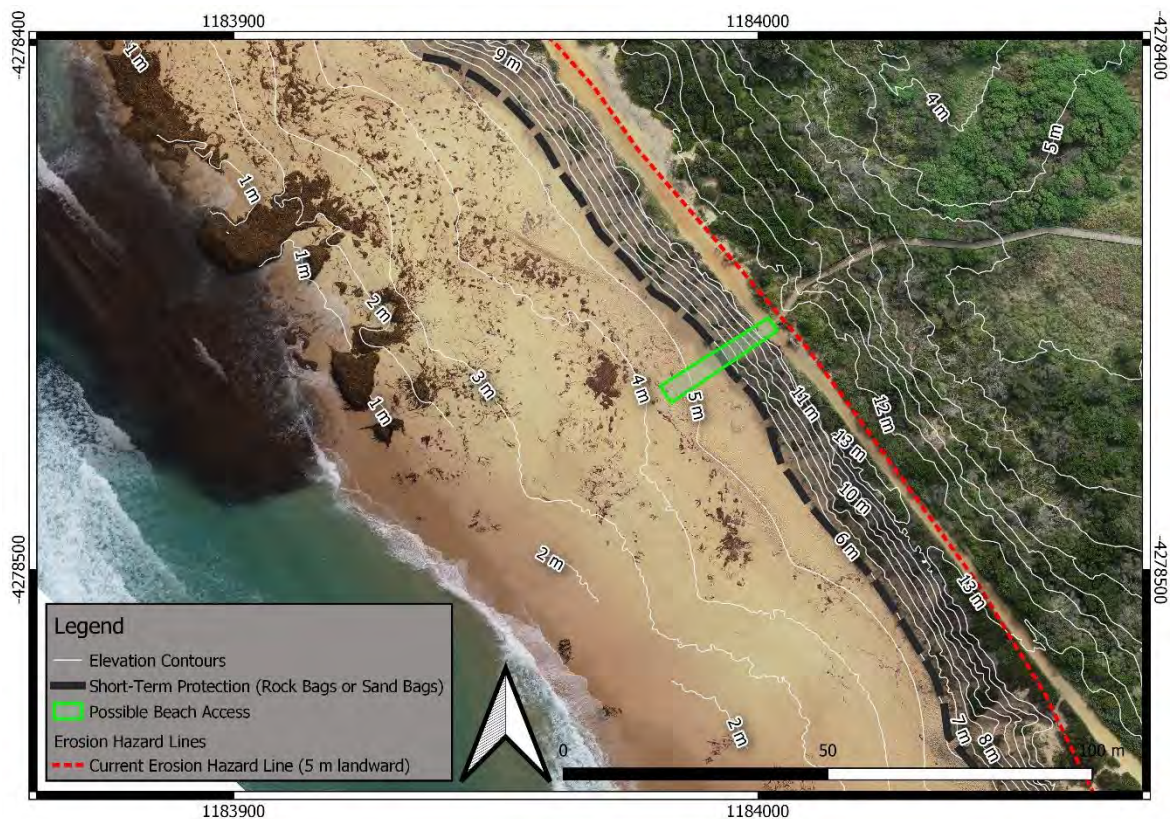 1183900
1184000
-4278400
-4278400
1 m
9 m
4 m
5 m
1 m
1 m
2 m
3 m
4 m
5 m
1 m
11 m
12 m
13 m
10 m
6 m
2 m
13 m
-4278500
-4278500
2 m
7 m
8 m
Legend
Elevation Contours
Short-Term Protection (Rock Bags or Sand Bags)
Possible Beach Access
Erosion Hazard Lines
Current Erosion Hazard Line (5 m landward)
0
50
100 m
1183900
1184000